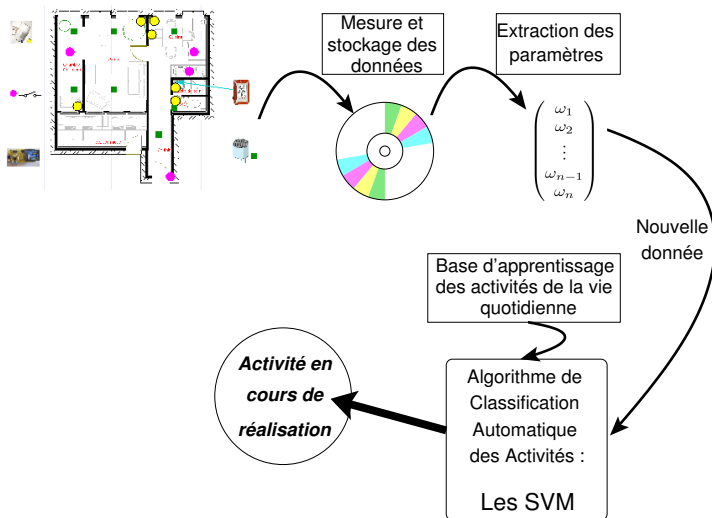 Mesure et
stockage des
données
Extraction des
paramètres
ω1
ω2
⋮
ωn−1
ωn
Nouvelle
donnée
Base d'apprentissage
des activités de la vie
quotidienne
Activité en
cours de
réalisation
Algorithme de
Classification
Automatique
des Activités :
Les SVM